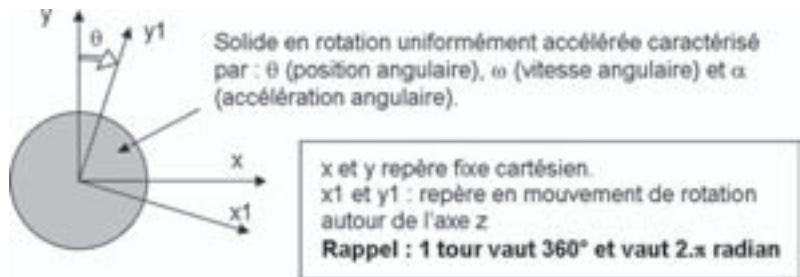 y
θ
y1
Solide en rotation uniformément accélérée caractérisé
par : θ (position angulaire), ω (vitesse angulaire) et α
(accélération angulaire).
x
x1
x et y repère fixe cartésien.
x1 et y1 : repère en mouvement de rotation
autour de l'axe z
Rappel : 1 tour vaut 360° et vaut 2.π radian